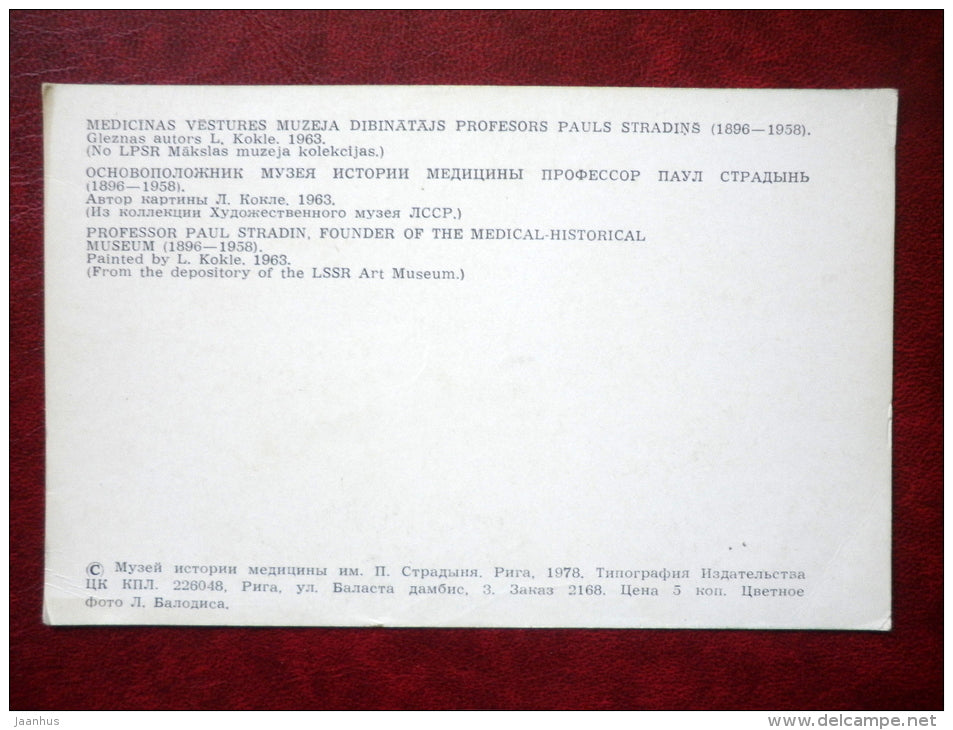 MEDICINAS VĒSTURES MUZEJA DIBINĀTĀJS PROFESORS PAULS STRADIŅŠ (1896—1958).
Gleznas autors L. Kokle. 1963.
(No LPSR Mākslas muzeja kolekcijas.)
ОСНОВОПОЛОЖНИК МУЗЕЯ ИСТОРИИ МЕДИЦИНЫ ПРОФЕССОР ПАУЛ СТРАДЫНЬ
(1896—1958).
Автор картины Л. Кокле. 1963.
(Из коллекции Художественного музея ЛССР.)
PROFESSOR PAUL STRADIN, FOUNDER OF THE MEDICAL-HISTORICAL
MUSEUM (1896—1958).
Painted by L. Kokle. 1963.
(From the depository of the LSSR Art Museum.)
© Музей истории медицины им. П. Страдыня. Рига, 1978. Типография Издательства
ЦК КПЛ. 226048, Рига, ул. Баласта дамбис, 3. Заказ 2168. Цена 5 коп. Цветное
фото Л. Балодиса.
jaanhus
www.delcampe.net